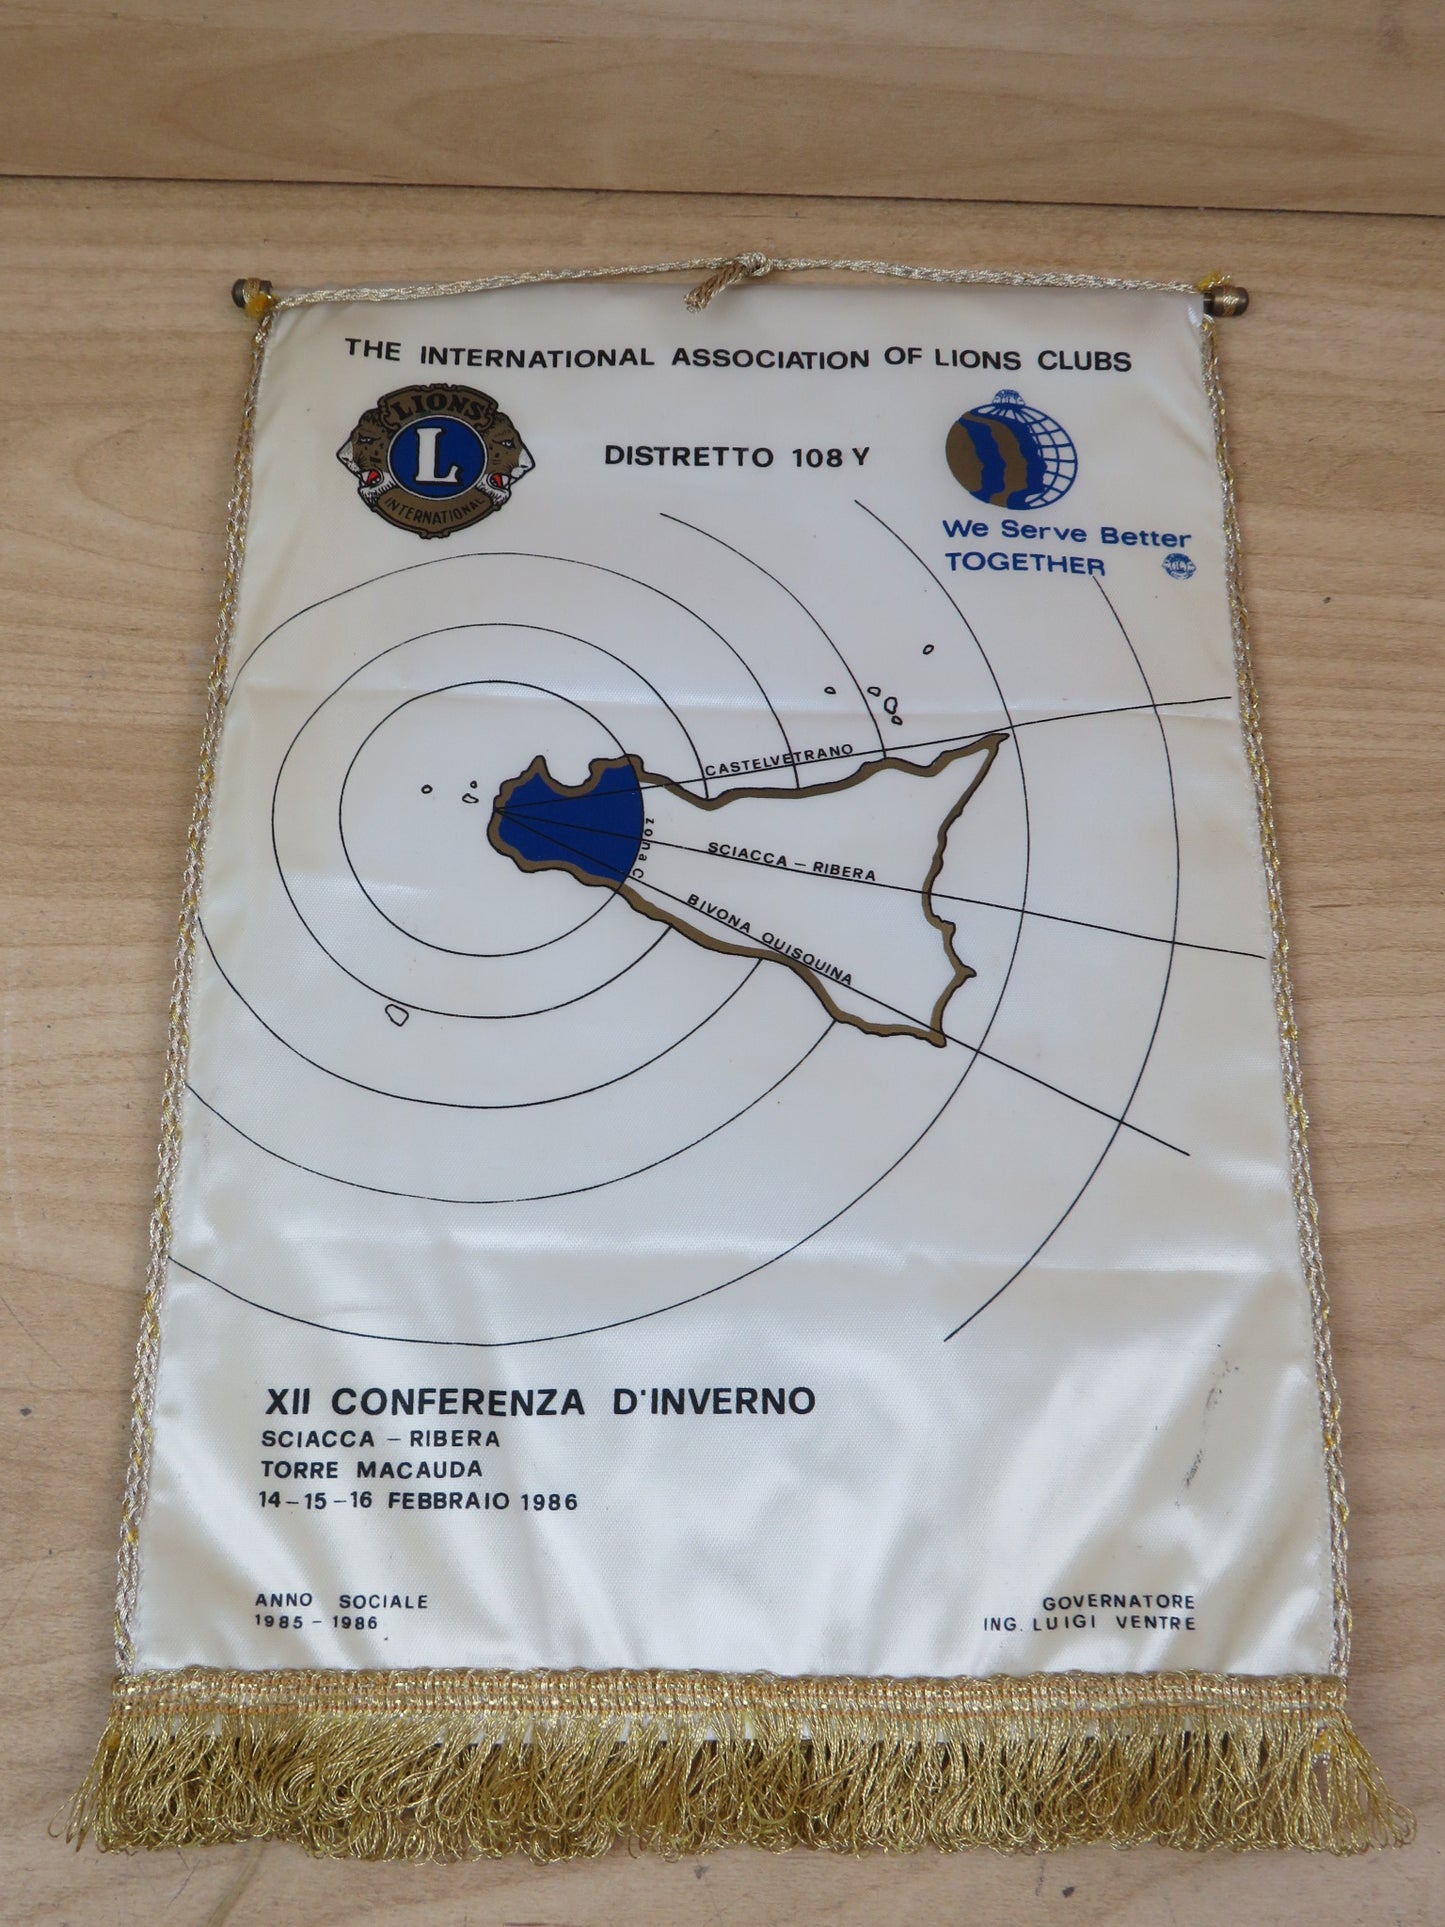 THE INTERNATIONAL ASSOCIATION OF LIONS CLUBS
LIONS
L
INTERNATIONAL
DISTRETTO 108 Y
We Serve Better
TOGETHER
CASTELVETRANO
zona C
SCIACCA – RIBERA
BIVONA QUISQUINA
XII CONFERENZA D'INVERNO
SCIACCA – RIBERA
TORRE MACAUDA
14–15–16 FEBBRAIO 1986
ANNO SOCIALE
1985 – 1986
GOVERNATORE
ING. LUIGI VENTRE